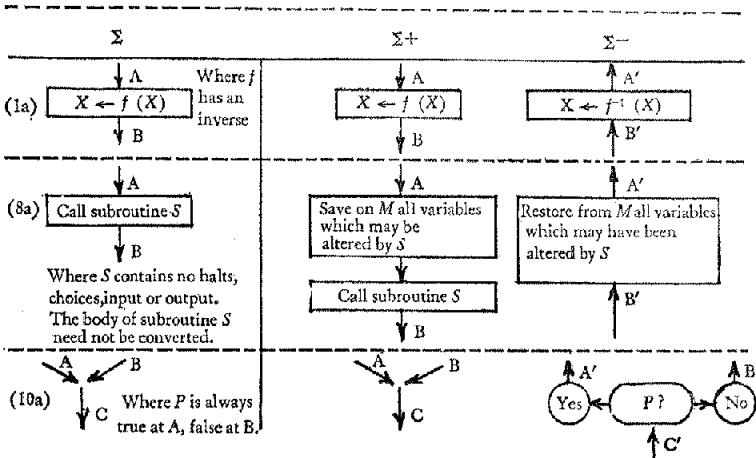 Σ Σ+ Σ−
(1a) A Where f A A′
X ← f (X) has an X ← f (X) X ← f⁻¹ (X)
B inverse B B′
(8a) A A A′
Call subroutine S Save on M all variables Restore from M all variables
which may be which may have been
altered by S altered by S
B
Where S contains no halts,
choices,input or output.
The body of subroutine S
need not be converted.
Call subroutine S B′
B
(10a) A B A B A′ B
C Where P is always C Yes P? No
true at A, false at B. C′